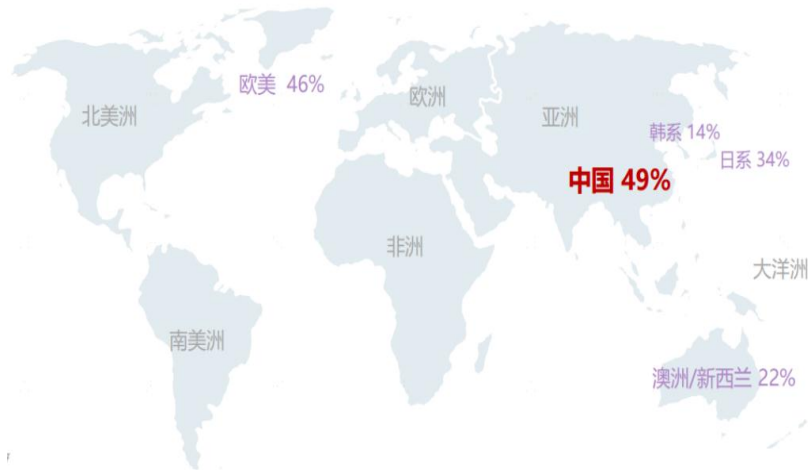 欧美 46%
欧洲
北美洲
亚洲
韩系 14%
日系 34%
中国 49%
非洲
大洋洲
南美洲
澳洲/新西兰 22%